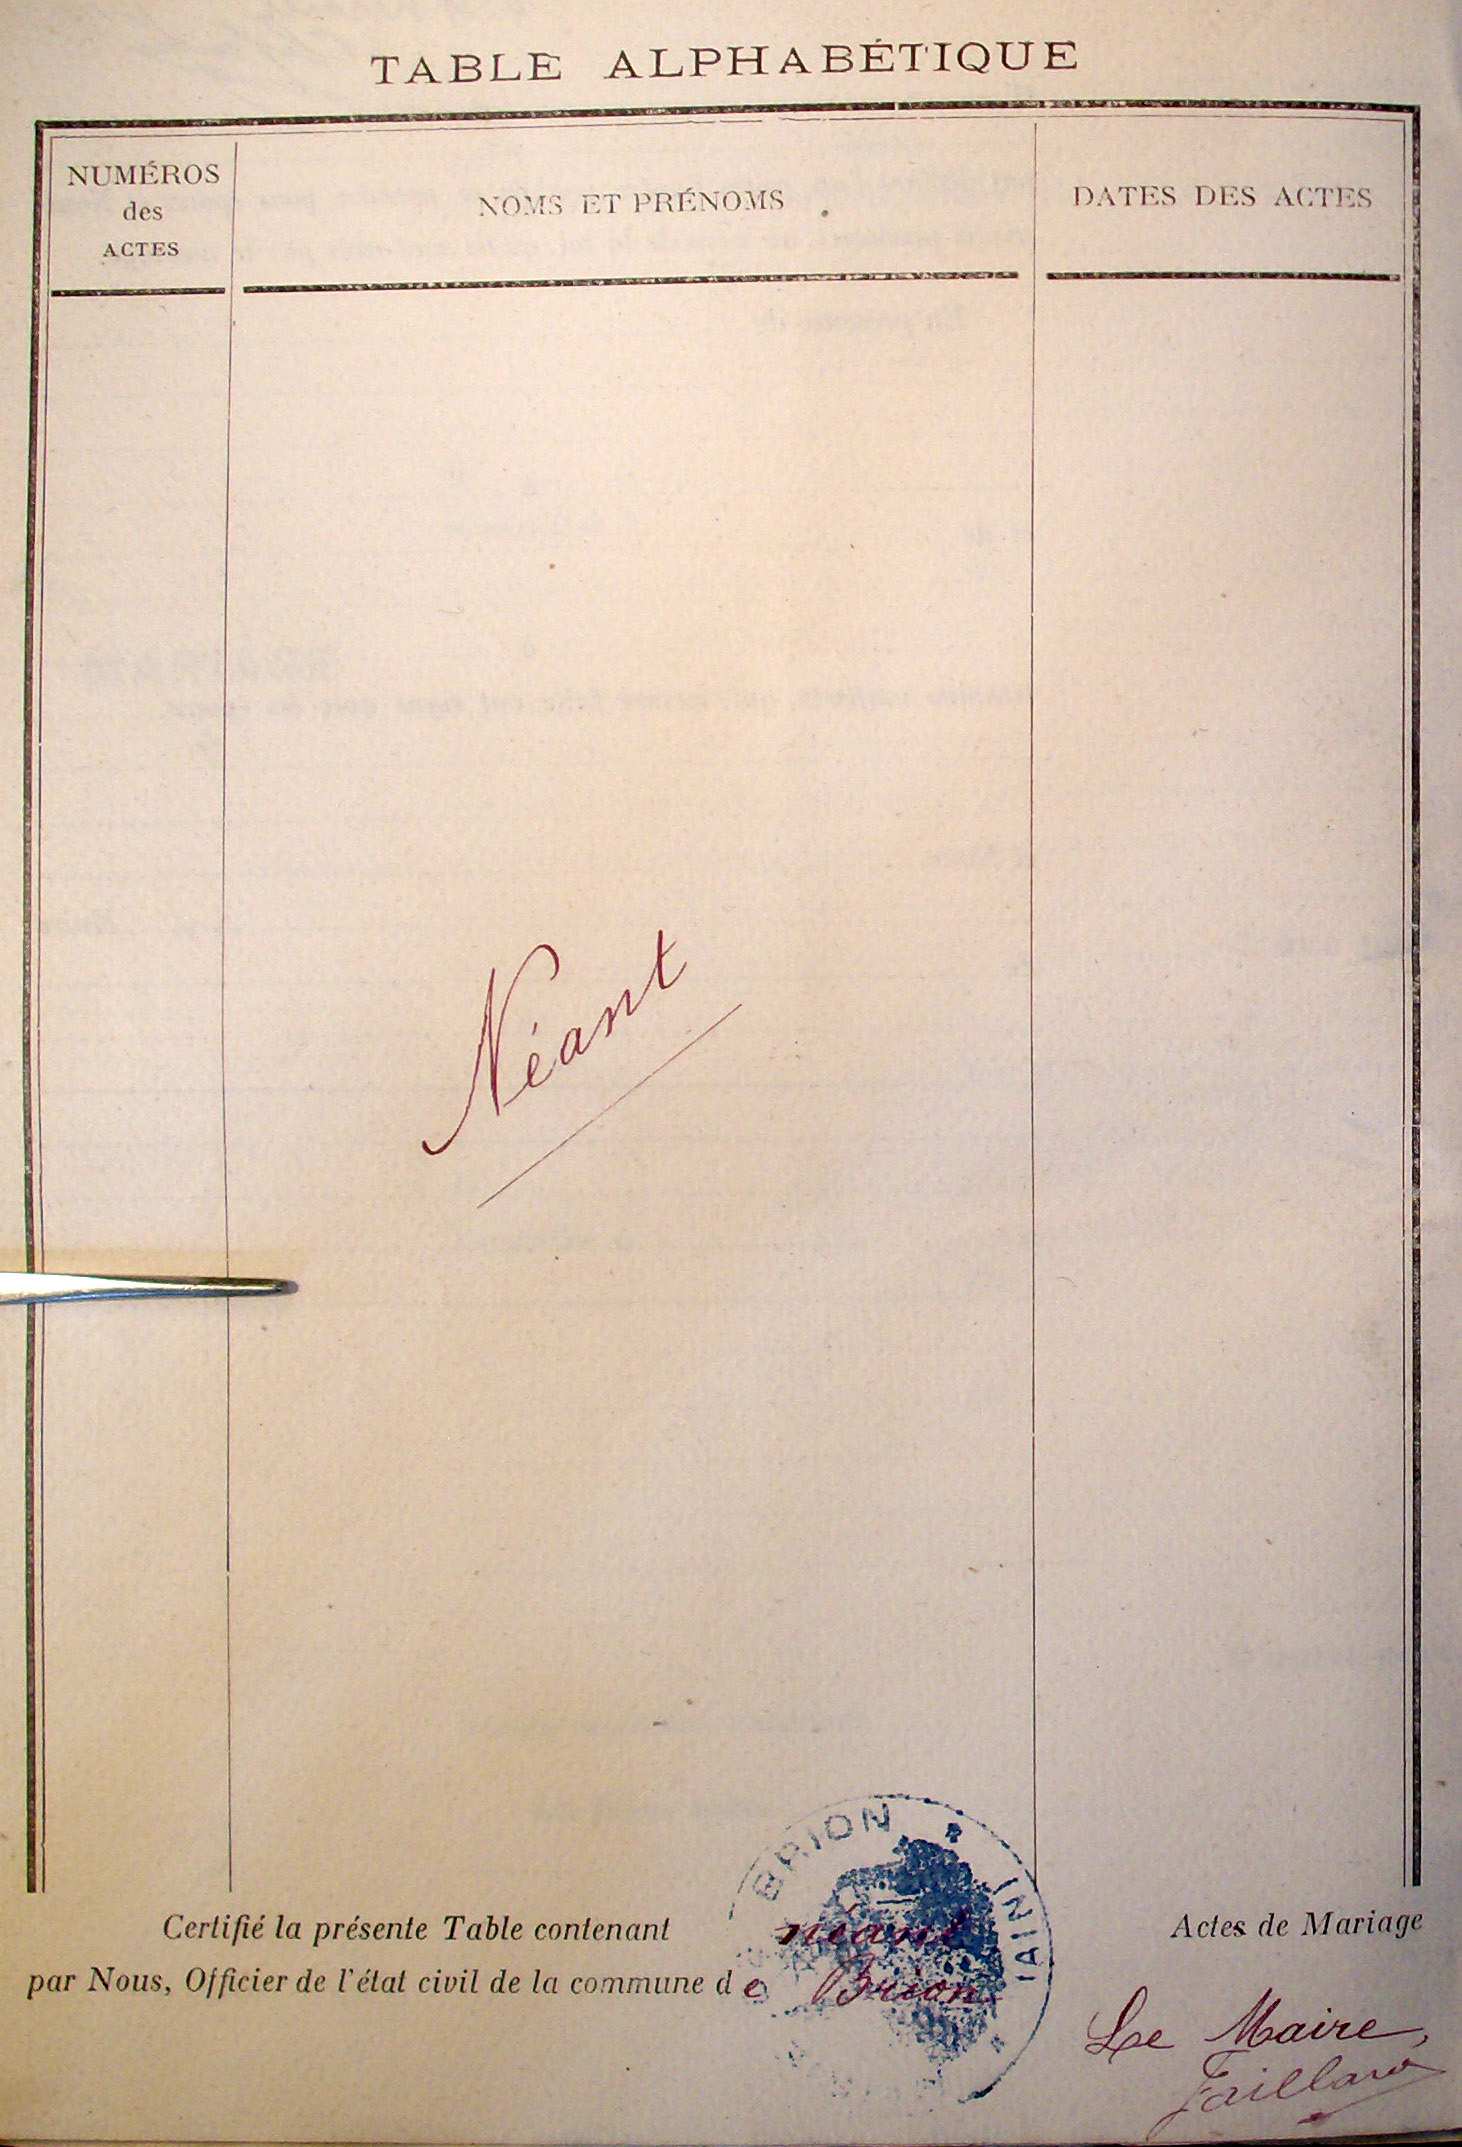 TABLE ALPHABÉTIQUE
NUMÉROS
des
ACTES
NOMS ET PRÉNOMS
DATES DES ACTES
Néant
BRION
AIN
Certifié la présente Table contenant néant Actes de Mariage
par Nous, Officier de l'état civil de la commune de Brion
Le Maire,